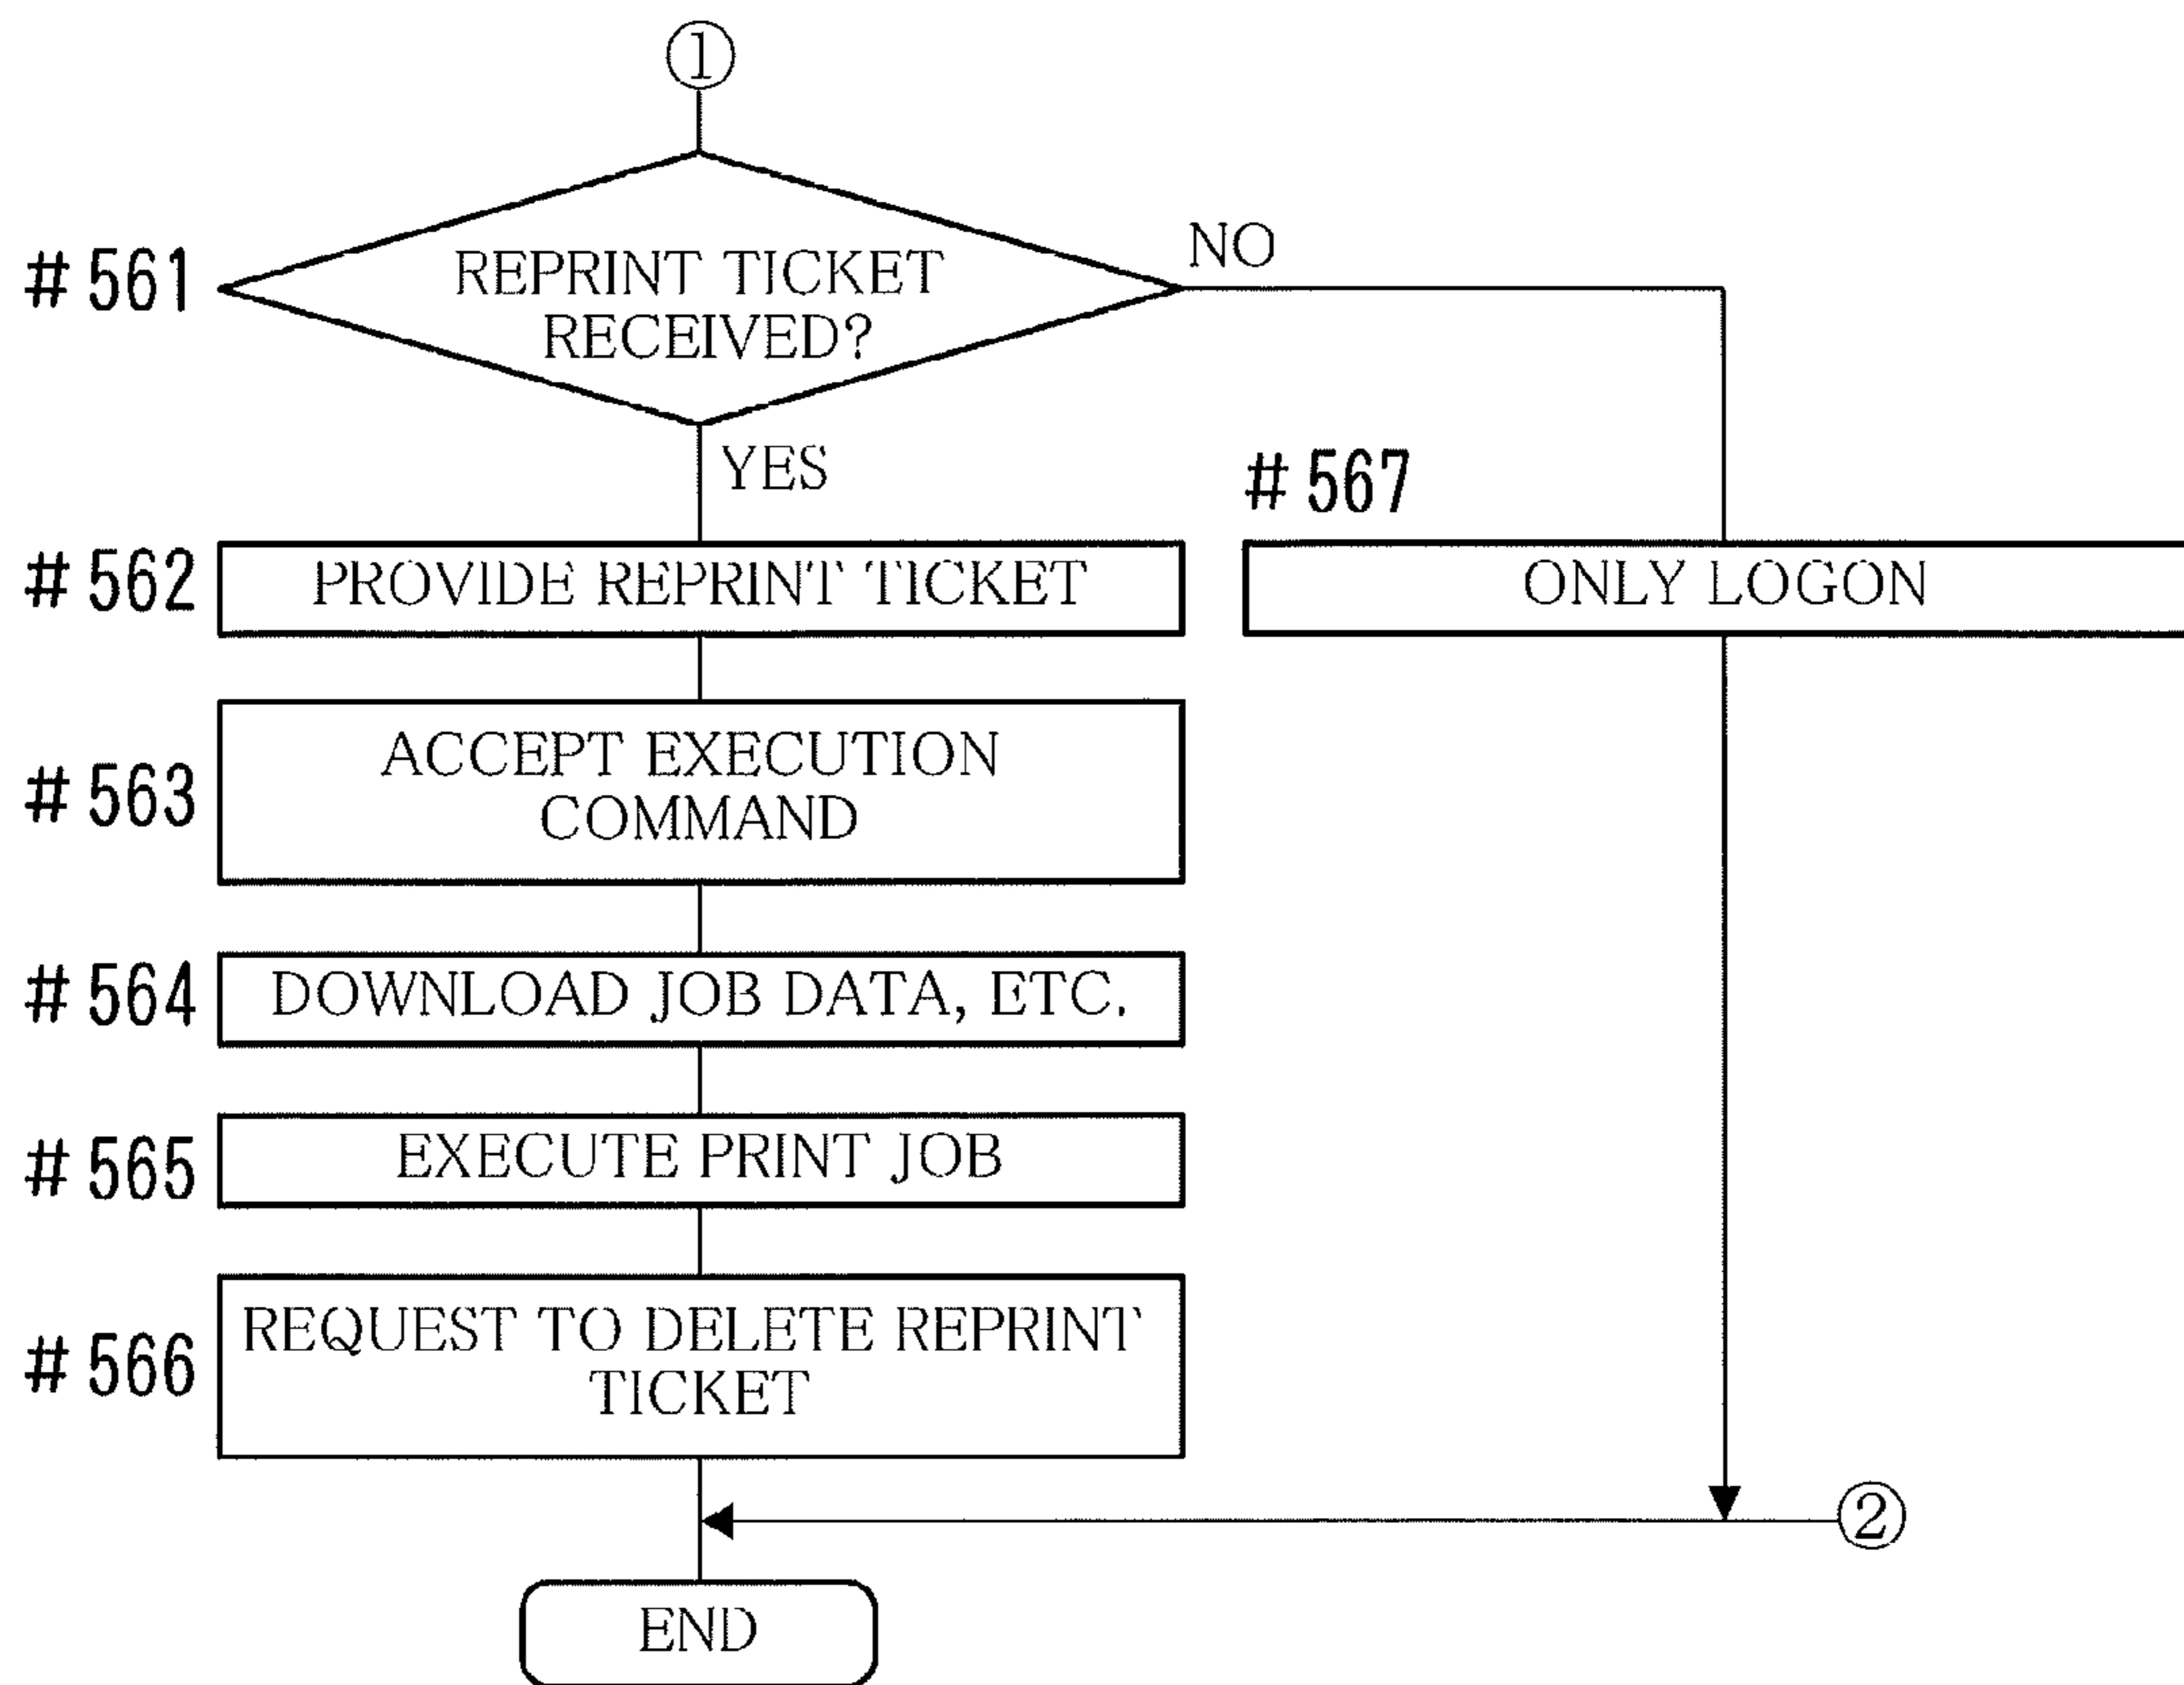 ①
#561
REPRINT TICKET
RECEIVED?
NO
YES
#562
PROVIDE REPRINT TICKET
#567
ONLY LOGON
#563
ACCEPT EXECUTION
COMMAND
#564
DOWNLOAD JOB DATA, ETC.
#565
EXECUTE PRINT JOB
#566
REQUEST TO DELETE REPRINT
TICKET
②
END